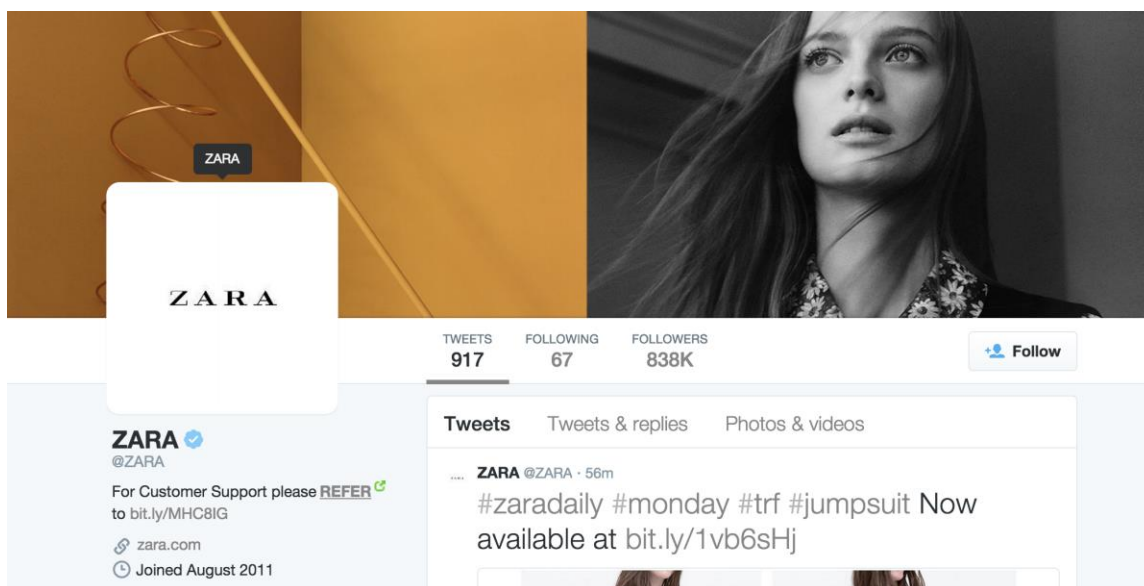 ZARA
ZARA
TWEETS FOLLOWING FOLLOWERS
917 67 838K
Follow
ZARA
@ZARA
For Customer Support please REFER
to bit.ly/MHC8IG
zara.com
Joined August 2011
Tweets Tweets & replies Photos & videos
ZARA @ZARA · 56m
#zaradaily #monday #trf #jumpsuit Now
available at bit.ly/1vb6sHj